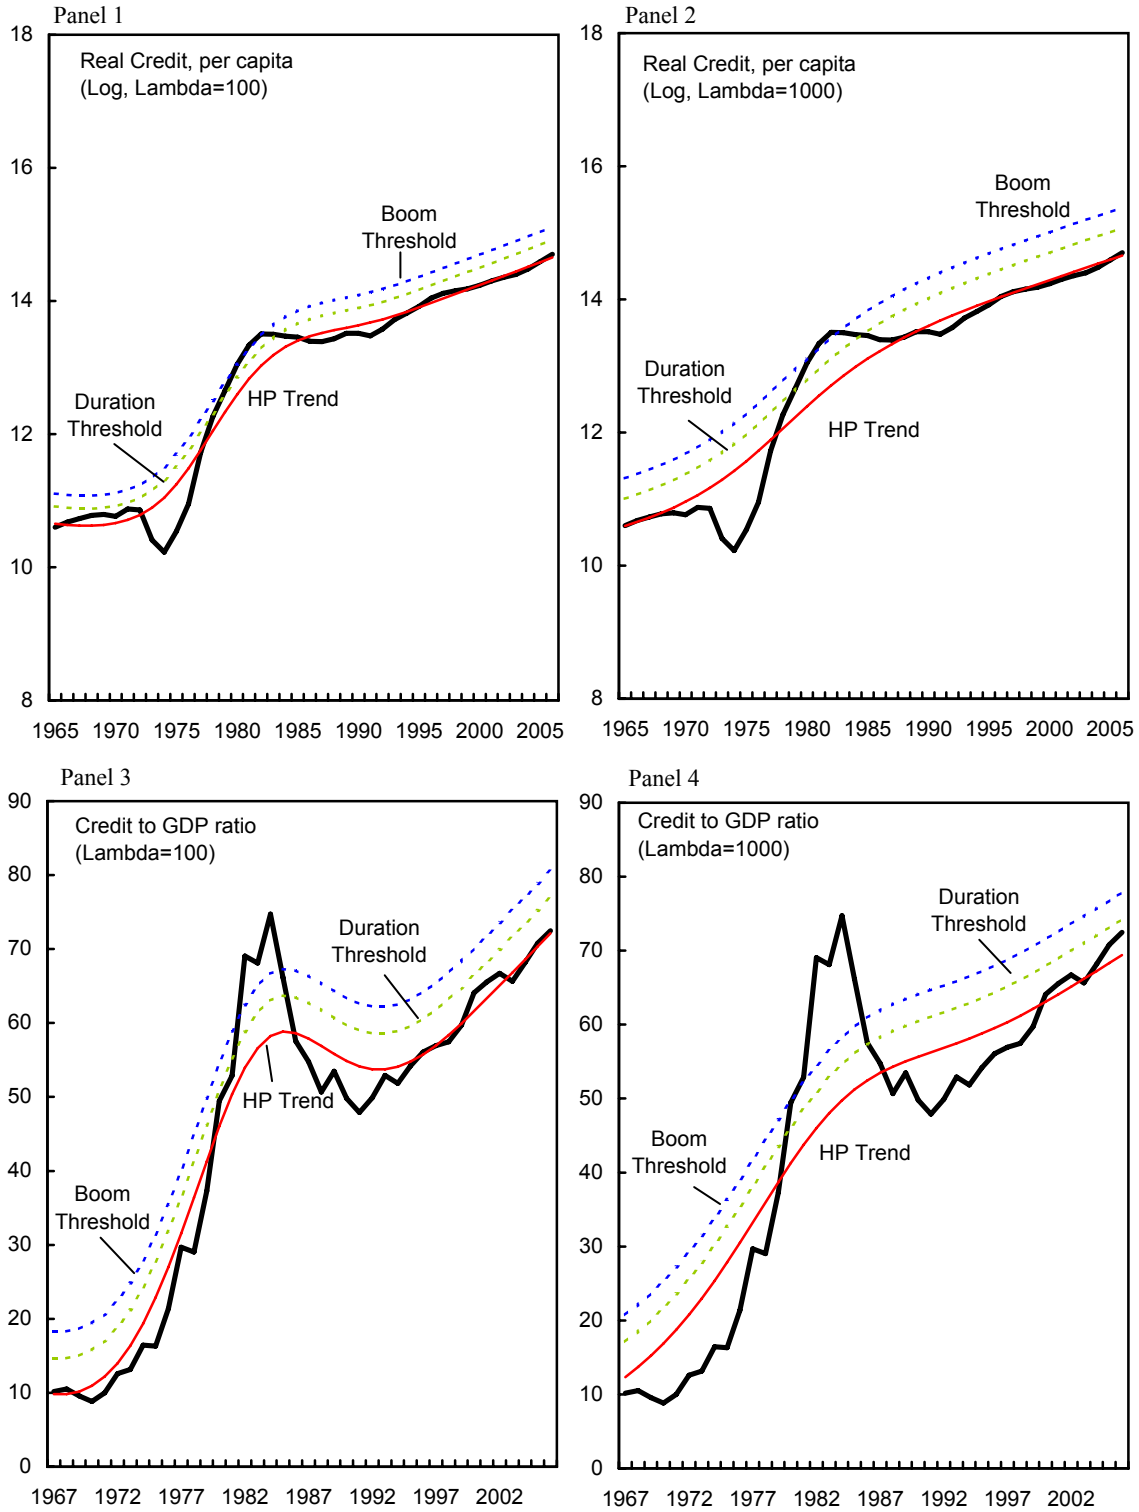 Panel 1
Real Credit, per capita
(Log, Lambda=100)
18
16
14
12
10
8
Boom
Threshold
Duration
Threshold
HP Trend
1965 1970 1975 1980 1985 1990 1995 2000 2005
Panel 2
Real Credit, per capita
(Log, Lambda=1000)
18
16
14
12
10
8
Boom
Threshold
Duration
Threshold
HP Trend
1965 1970 1975 1980 1985 1990 1995 2000 2005
Panel 3
Credit to GDP ratio
(Lambda=100)
90
80
70
60
50
40
30
20
10
0
Duration
Threshold
HP Trend
Boom
Threshold
1967 1972 1977 1982 1987 1992 1997 2002
Panel 4
Credit to GDP ratio
(Lambda=1000)
90
80
70
60
50
40
30
20
10
0
Duration
Threshold
Boom
Threshold
HP Trend
1967 1972 1977 1982 1987 1992 1997 2002